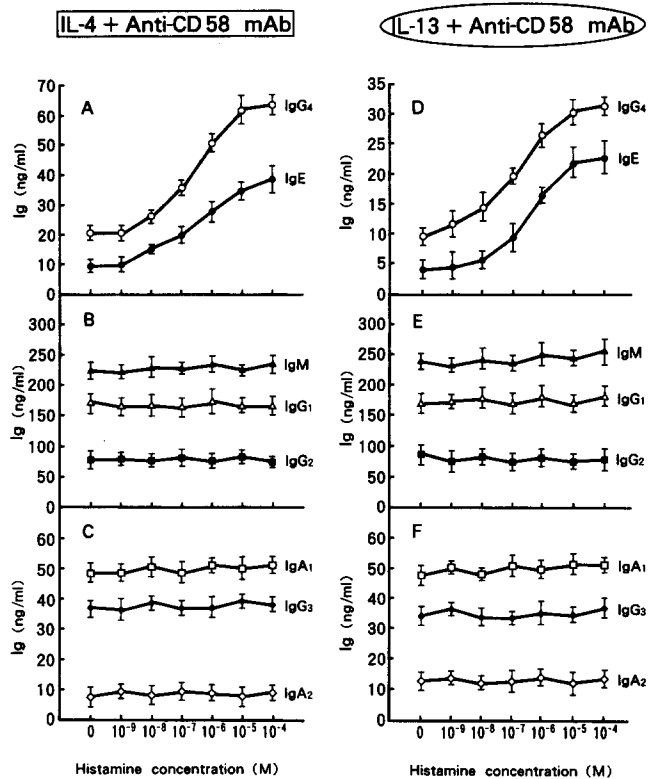 IL-4 + Anti-CD 58 mAb
IL-13 + Anti-CD 58 mAb
A
Ig (ng/ml)
70
60
50
40
30
20
10
0
IgG4
IgE
D
Ig (ng/ml)
35
30
25
20
15
10
5
0
IgG4
IgE
B
Ig (ng/ml)
300
250
200
150
100
50
0
IgM
IgG1
IgG2
E
Ig (ng/ml)
300
250
200
150
100
50
0
IgM
IgG1
IgG2
C
Ig (ng/ml)
60
50
40
30
20
10
0
IgA1
IgG3
IgA2
F
Ig (ng/ml)
60
50
40
30
20
10
0
IgA1
IgG3
IgA2
0 10⁻⁹ 10⁻⁸ 10⁻⁷ 10⁻⁶ 10⁻⁵ 10⁻⁴
Histamine concentration (M)
0 10⁻⁹ 10⁻⁸ 10⁻⁷ 10⁻⁶ 10⁻⁵ 10⁻⁴
Histamine concentration (M)